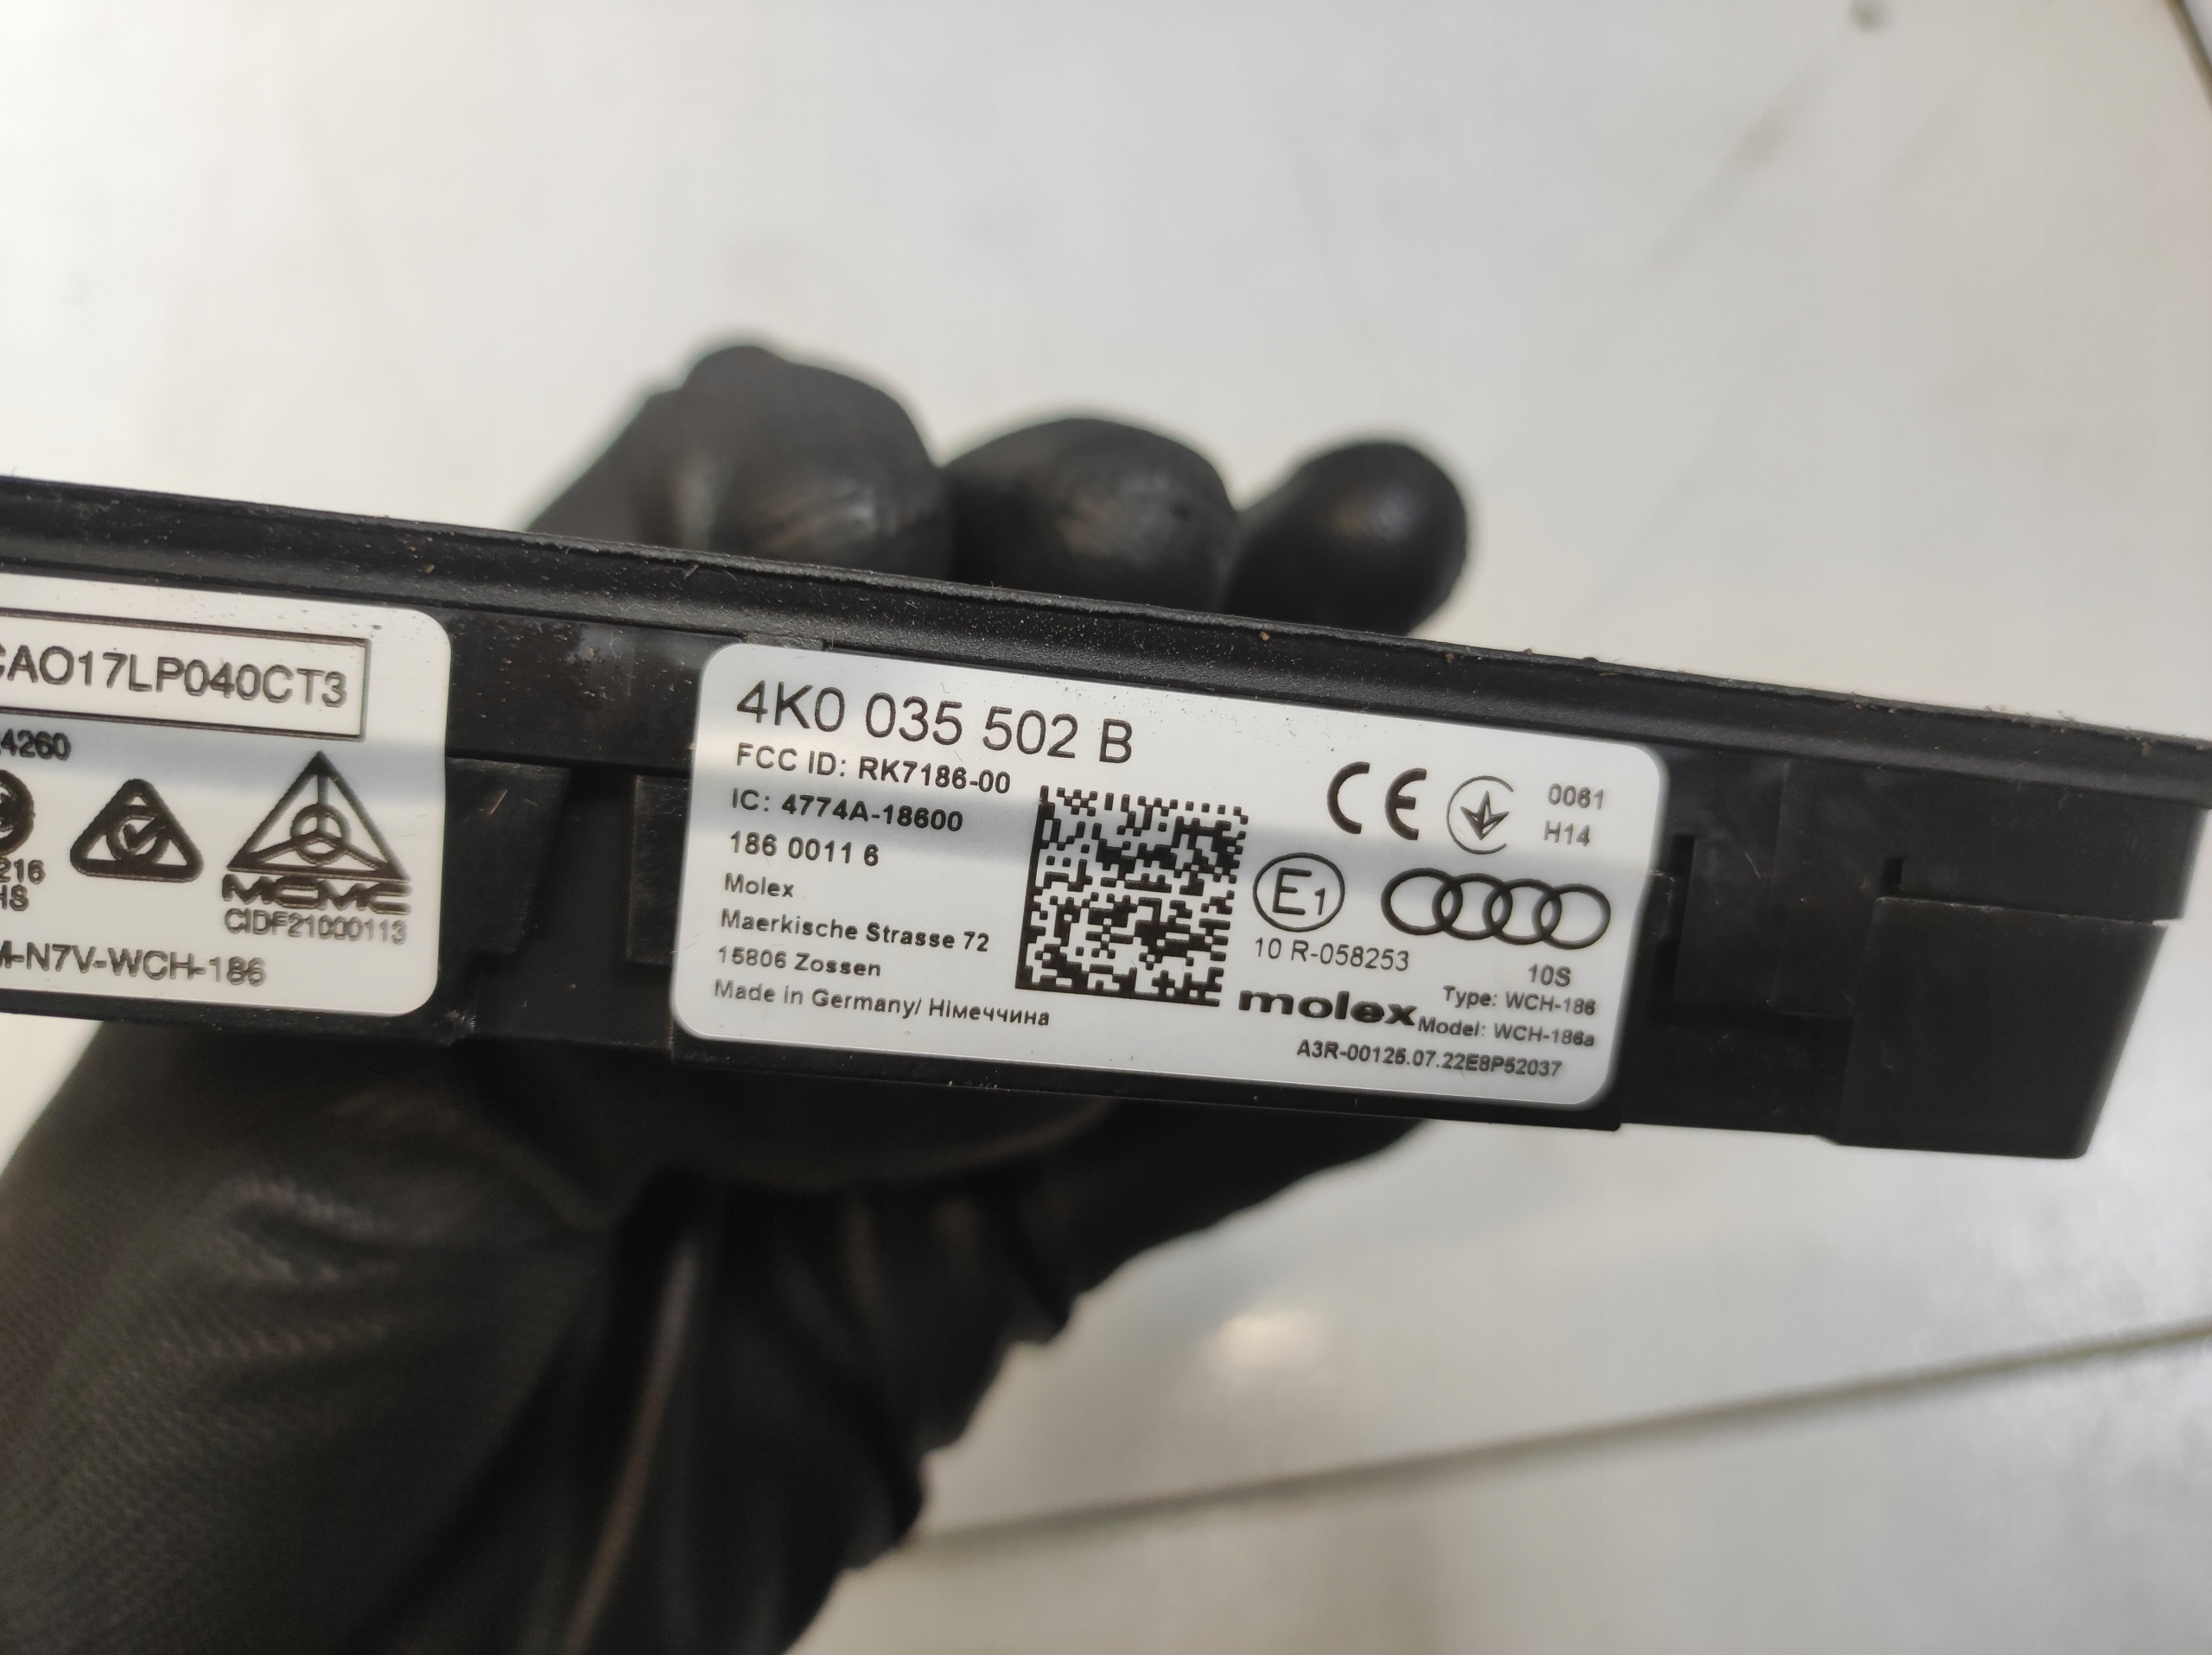 CAO17LP040CT3
4260
216
HS
MCMC
CIDF21000113
M-N7V-WCH-186
4K0 035 502 B
FCC ID: RK7186-00
IC: 4774A-18600
186 0011 6
Molex
Maerkische Strasse 72
15806 Zossen
Made in Germany/ Німеччина
CE
0061
H14
E1
10 R-058253
10S
Type: WCH-186
molex
Model: WCH-186a
A3R-00125.07.22E8P52037